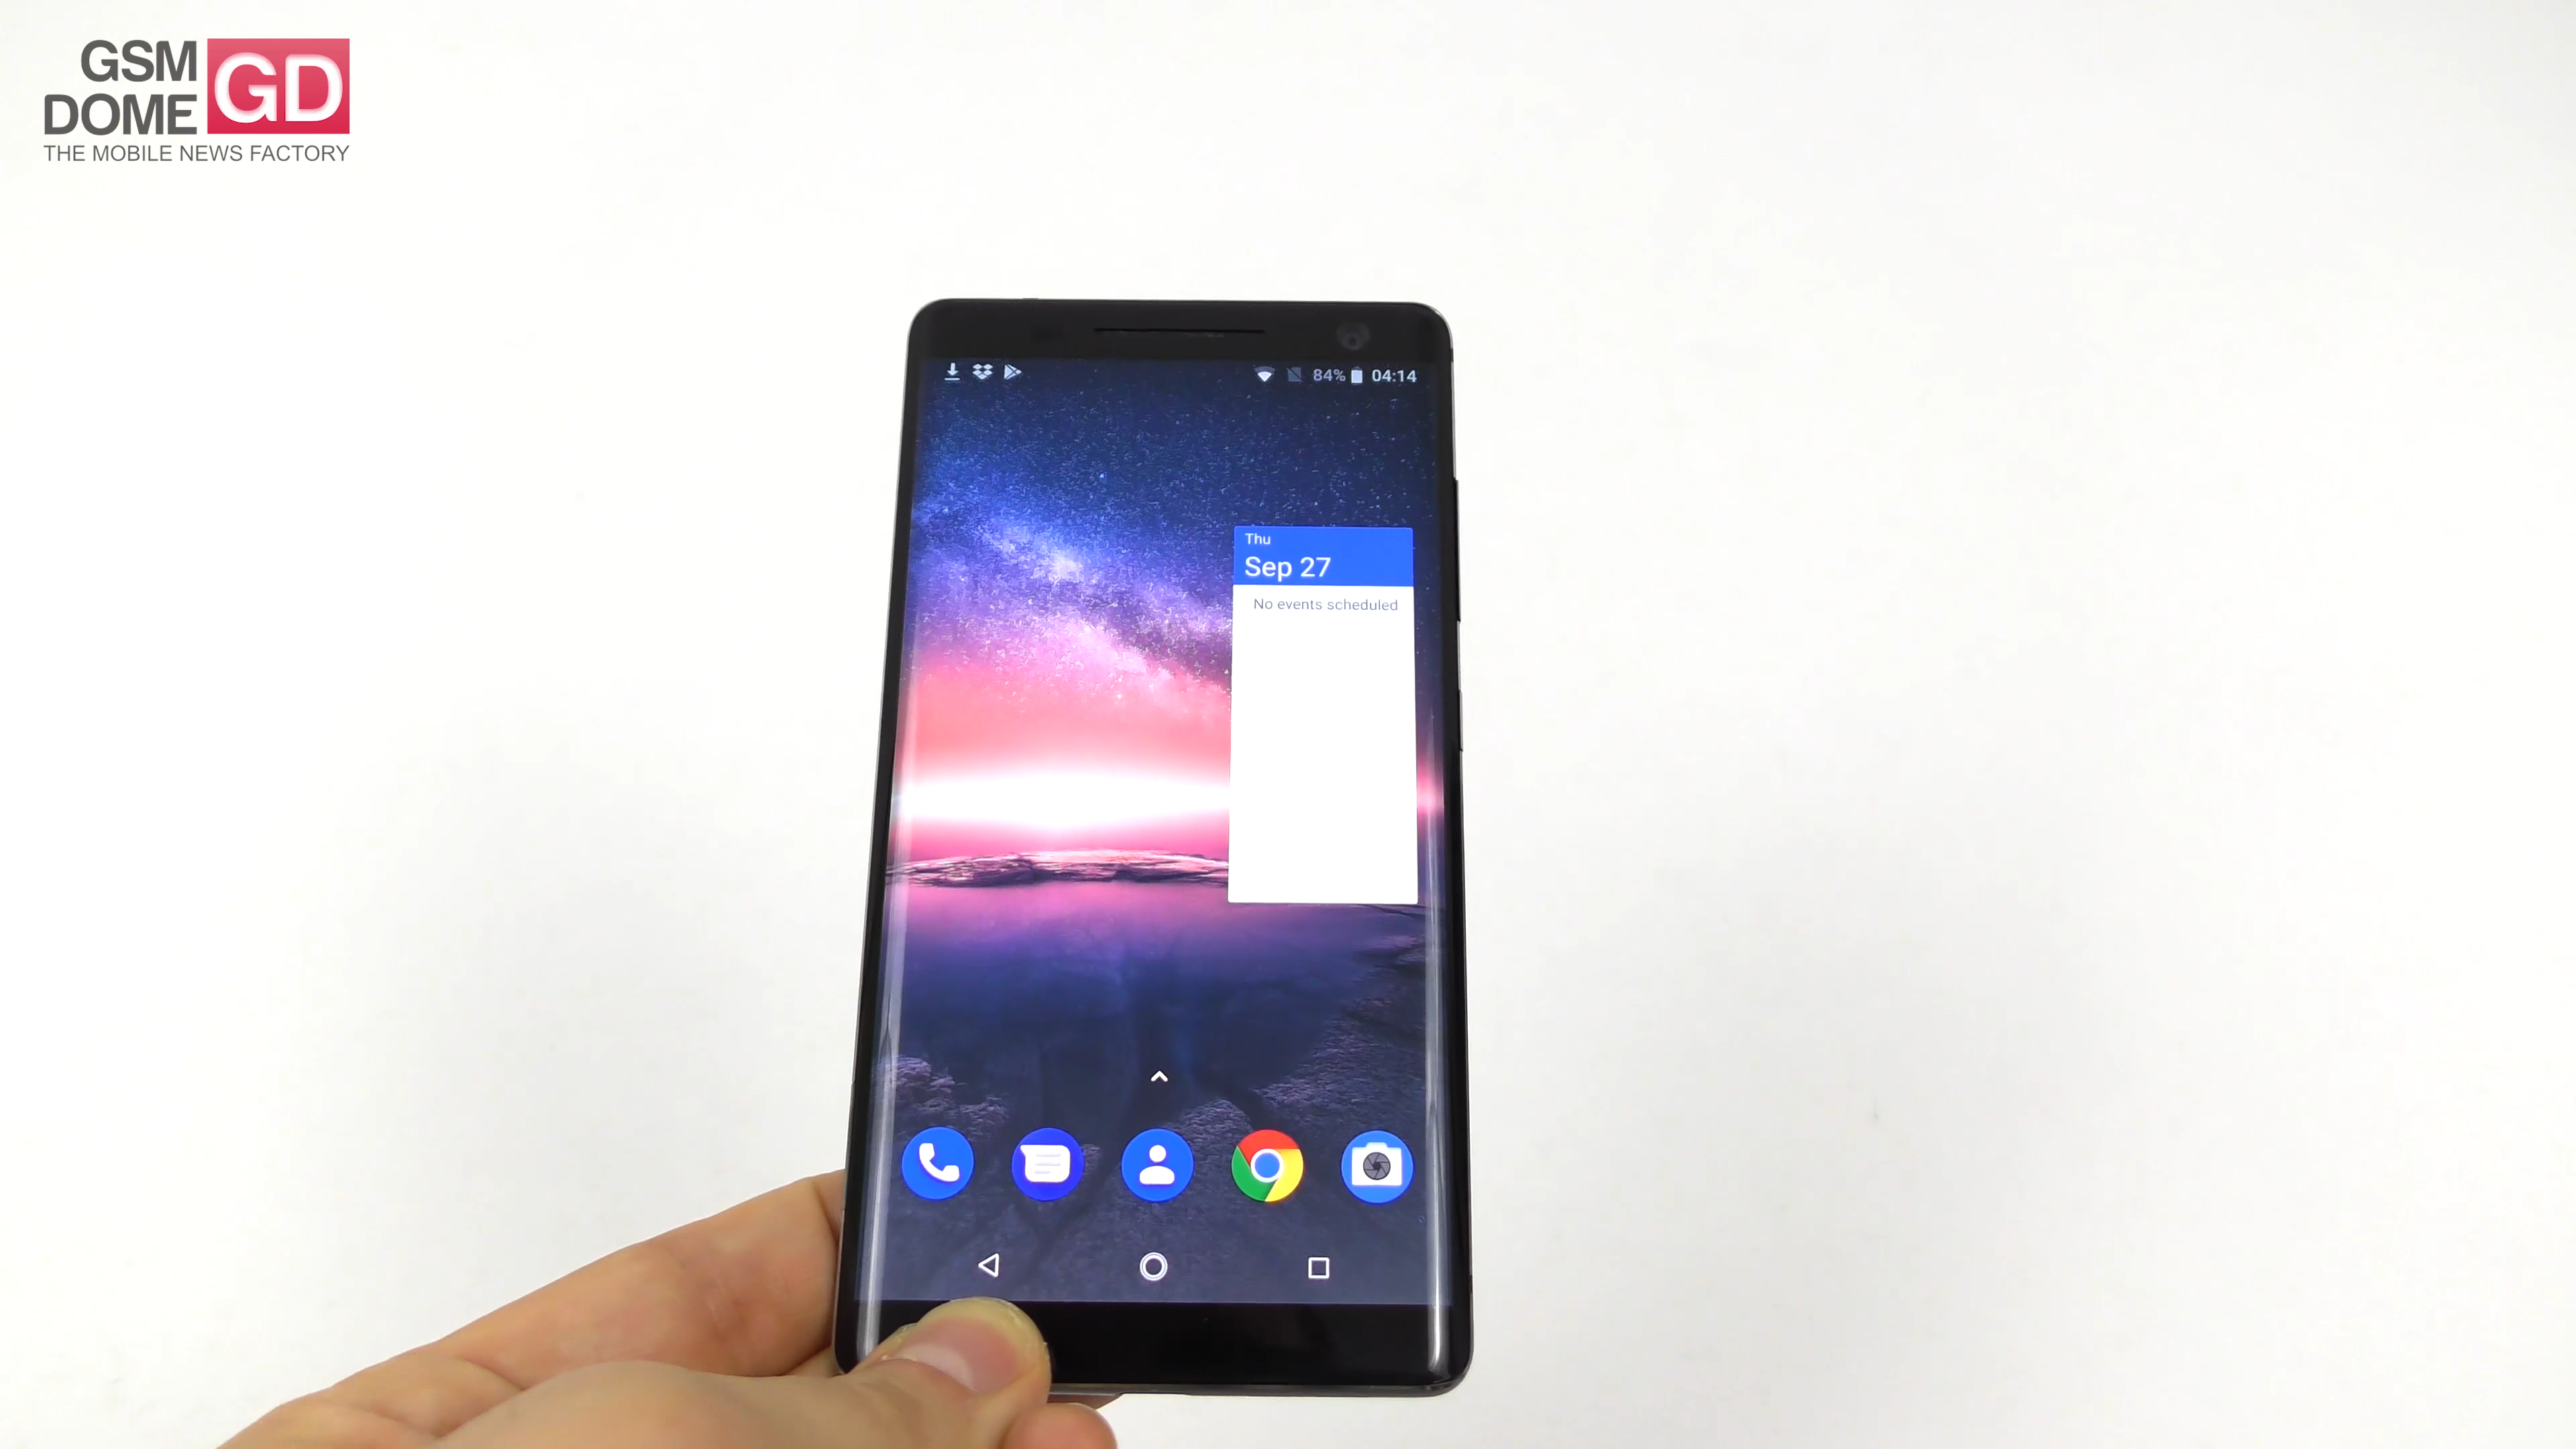 GSM
DOME
GD
THE MOBILE NEWS FACTORY
84% 04:14
Thu
Sep 27
No events scheduled